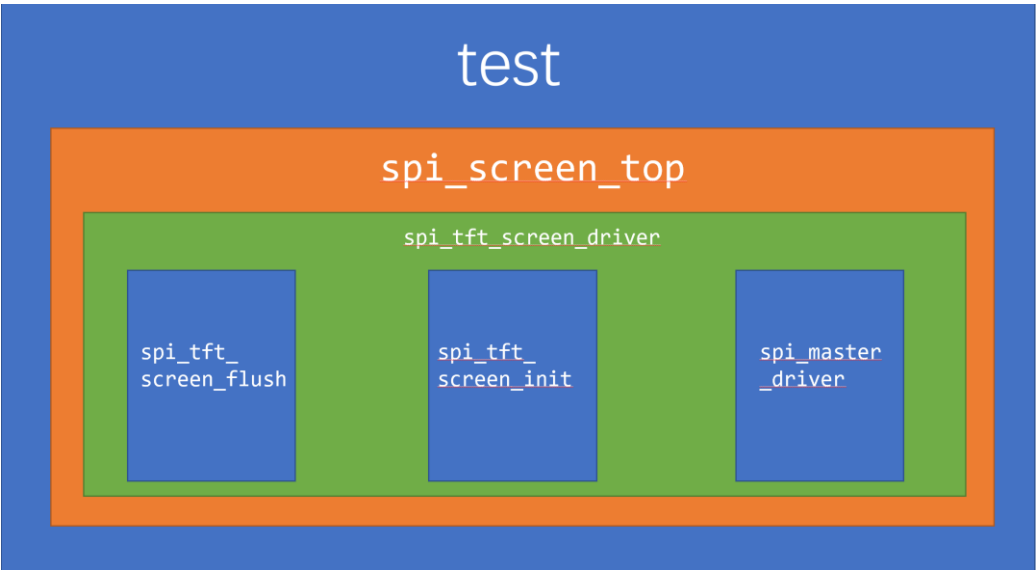 test
spi_screen_top
spi_tft_screen_driver
spi_tft_
screen_flush
spi_tft_
screen_init
spi_master
_driver